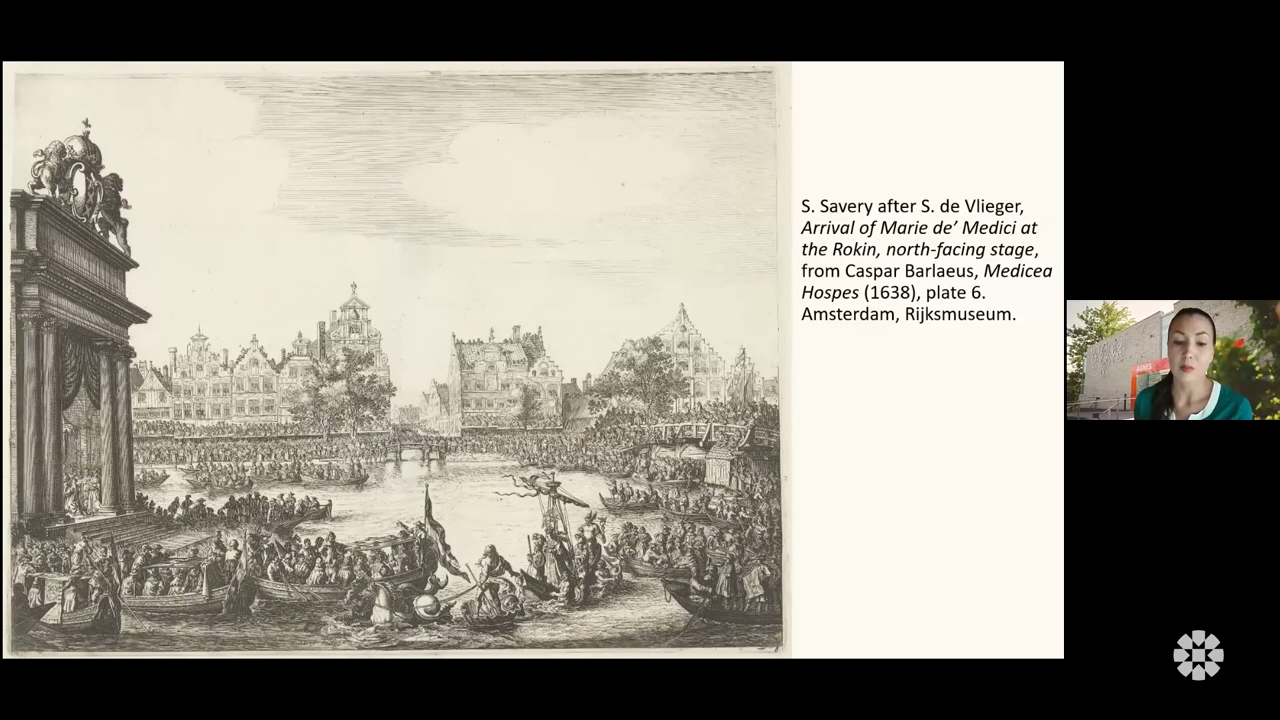 S. Savery after S. de Vlieger,
Arrival of Marie de’ Medici at
the Rokin, north-facing stage,
from Caspar Barlaeus, Medicea
Hospes (1638), plate 6.
Amsterdam, Rijksmuseum.
AGNES